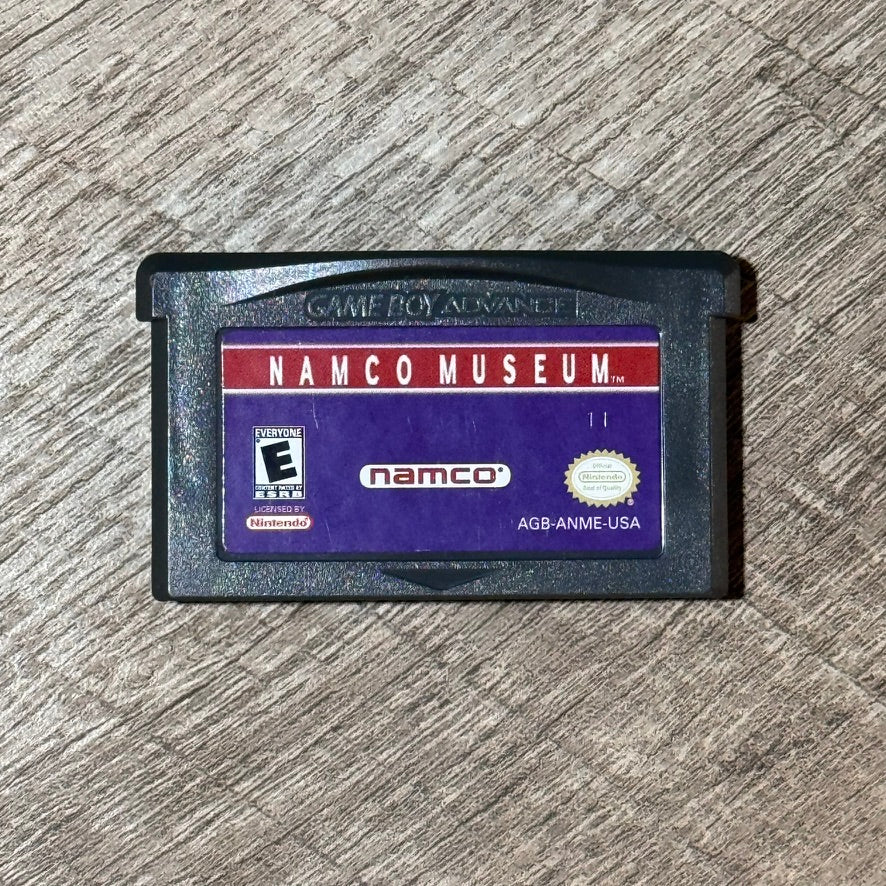 GAME BOY ADVANCE
NAMCO MUSEUM™
11
EVERYONE
E
CONTENT RATED BY
ESRB
LICENSED BY
Nintendo®
namco®
Official
Nintendo
Seal of Quality
®
AGB-ANME-USA